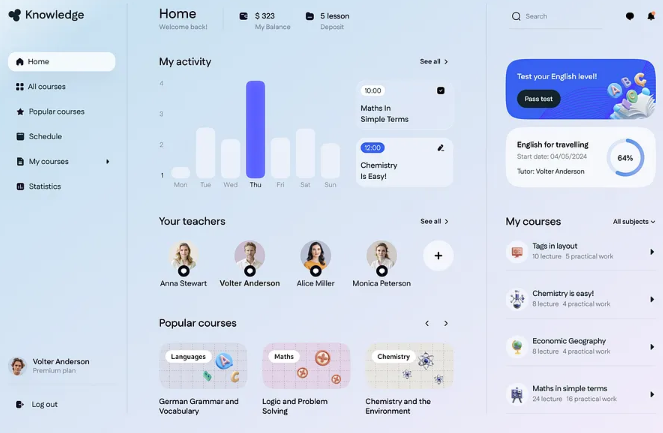 Knowledge
Home
All courses
Popular courses
Schedule
My courses
Statistics
Volter Anderson
Premium plan
Log out
Home
Welcome back!
$ 323
My Balance
5 lesson
Deposit
My activity
See all
4
3
2
1
Mon Tue Wed Thu Fri Sat Sun
10:00
Maths In
Simple Terms
12:00
Chemistry
Is Easy!
Your teachers
See all
Anna Stewart
Volter Anderson
Alice Miller
Monica Peterson
Popular courses
Languages
German Grammar and
Vocabulary
Maths
Logic and Problem
Solving
Chemistry
Chemistry and the
Environment
Search
Test your English level!
Pass test
A B C
English for travelling
Start date: 04/05/2024
Tutor: Volter Anderson
64%
My courses
All subjects
Tags in layout
10 lecture 5 practical work
Chemistry is easy!
8 lecture 4 practical work
Economic Geography
8 lecture 4 practical work
Maths in simple terms
24 lecture 16 practical work